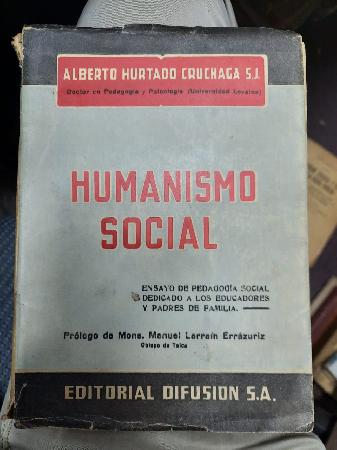 ALBERTO HURTADO CRUCHAGA S.J.
Doctor en Pedagogía y Psicología (Universidad Lovaina)
HUMANISMO
SOCIAL
ENSAYO DE PEDAGOGÍA SOCIAL
DEDICADO A LOS EDUCADORES
Y PADRES DE FAMILIA.
Prólogo de Mons. Manuel Larraín Errázuriz
Obispo de Talca
EDITORIAL DIFUSION S.A.